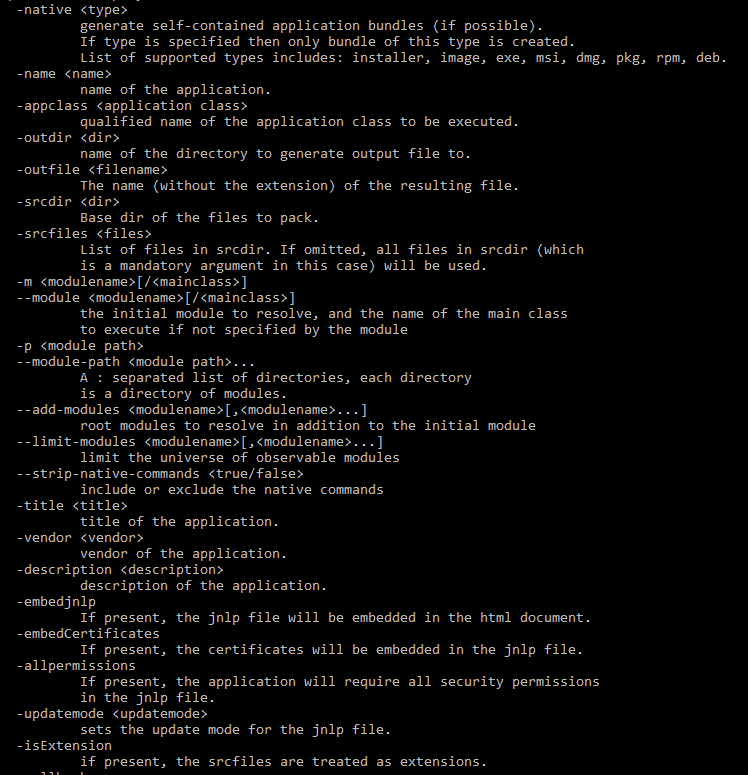 -native <type>
generate self-contained application bundles (if possible).
If type is specified then only bundle of this type is created.
List of supported types includes: installer, image, exe, msi, dmg, pkg, rpm, deb.
-name <name>
name of the application.
-appclass <application class>
qualified name of the application class to be executed.
-outdir <dir>
name of the directory to generate output file to.
-outfile <filename>
The name (without the extension) of the resulting file.
-srcdir <dir>
Base dir of the files to pack.
-srcfiles <files>
List of files in srcdir. If omitted, all files in srcdir (which
is a mandatory argument in this case) will be used.
-m <modulename>[/<mainclass>]
--module <modulename>[/<mainclass>]
the initial module to resolve, and the name of the main class
to execute if not specified by the module
-p <module path>
--module-path <module path>...
A : separated list of directories, each directory
is a directory of modules.
--add-modules <modulename>[,<modulename>...]
root modules to resolve in addition to the initial module
--limit-modules <modulename>[,<modulename>...]
limit the universe of observable modules
--strip-native-commands <true/false>
include or exclude the native commands
-title <title>
title of the application.
-vendor <vendor>
vendor of the application.
-description <description>
description of the application.
-embedjnlp
If present, the jnlp file will be embedded in the html document.
-embedCertificates
If present, the certificates will be embedded in the jnlp file.
-allpermissions
If present, the application will require all security permissions
in the jnlp file.
-updatemode <updatemode>
sets the update mode for the jnlp file.
-isExtension
if present, the srcfiles are treated as extensions.